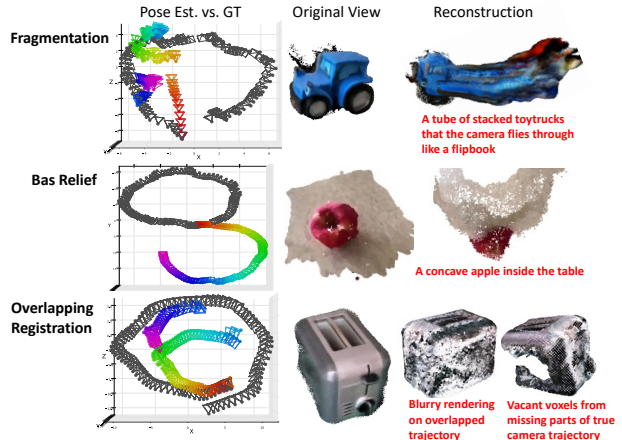 Pose Est. vs. GT
Original View
Reconstruction
Fragmentation
Z
X
A tube of stacked toytrucks
that the camera flies through
like a flipbook
Bas Relief
Y
X
A concave apple inside the table
Overlapping
Registration
Z
X
Blurry rendering
on overlapped
trajectory
Vacant voxels from
missing parts of true
camera trajectory